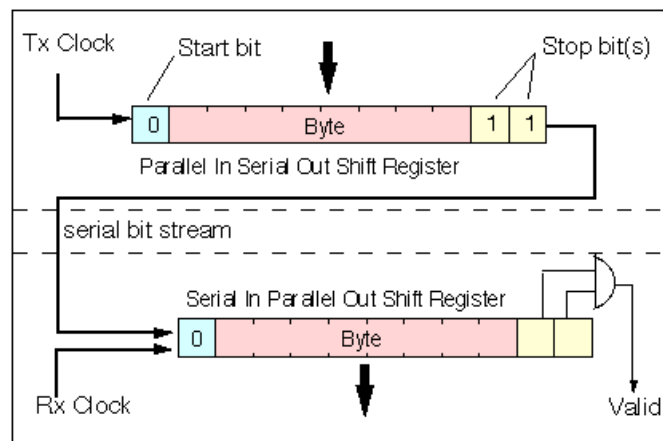 Tx Clock
Start bit
Stop bit(s)
0 Byte 1 1
Parallel In Serial Out Shift Register
serial bit stream
Serial In Parallel Out Shift Register
0 Byte
Rx Clock
Valid